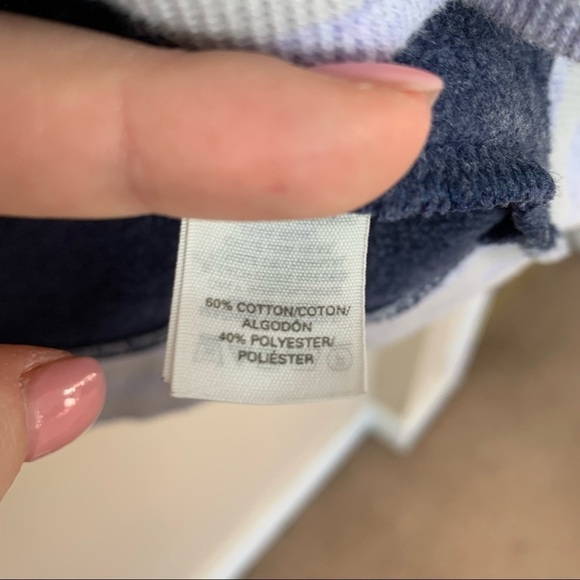 60% COTTON/COTON/
ALGODÓN
40% POLYESTER/
POLIÉSTER